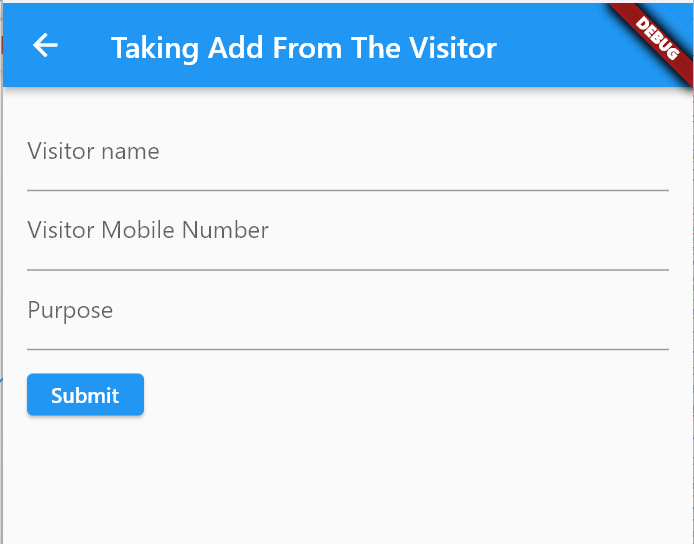 Taking Add From The Visitor
DEBUG
Visitor name
Visitor Mobile Number
Purpose
Submit